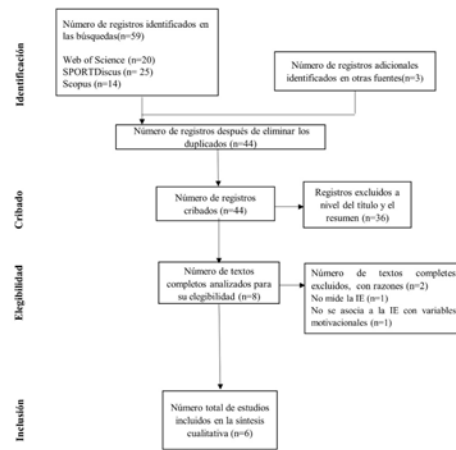 Identificación
Número de registros identificados en
las búsquedas(n=59)
Web of Science (n=20)
SPORTDiscus (n= 25)
Scopus (n=14)
Número de registros adicionales
identificados en otras fuentes(n=3)
Número de registros después de eliminar los
duplicados (n=44)
Cribado
Número de registros
cribados (n=44)
Registros excluidos a
nivel del título y el
resumen (n=36)
Elegibilidad
Número de textos
completos analizados para
su elegibilidad (n=8)
Número de textos completes
excluidos, con razones (n=2)
No mide la IE (n=1)
No se asocia a la IE con variables
motivacionales (n=1)
Inclusión
Número total de estudios
incluidos en la síntesis
cualitativa (n=6)